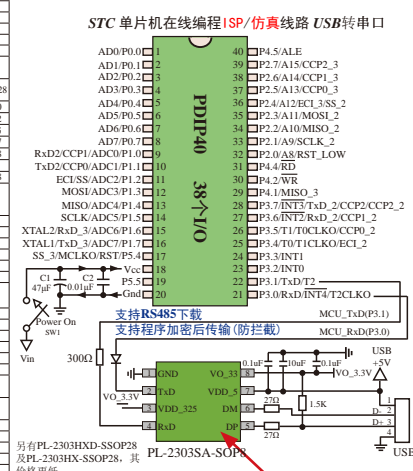 STC 单片机在线编程ISP/仿真线路 USB转串口
AD0/P0.0 1 40 P4.5/ALE
AD1/P0.1 2 39 P2.7/A15/CCP2_3
AD2/P0.2 3 38 P2.6/A14/CCP1_3
AD3/P0.3 4 37 P2.5/A13/CCP0_3
AD4/P0.4 5 36 P2.4/A12/ECI_3/SS_2
AD5/P0.5 6 35 P2.3/A11/MOSI_2
AD6/P0.6 7 34 P2.2/A10/MISO_2
AD7/P0.7 8 33 P2.1/A9/SCLK_2
RxD2/CCP1/ADC0/P1.0 9 32 P2.0/A8/RST_LOW
TxD2/CCP0/ADC1/P1.1 10 31 P4.4/RD
ECI/SS/ADC2/P1.2 11 30 P4.2/WR
MOSI/ADC3/P1.3 12 29 P4.1/MISO_3
MISO/ADC4/P1.4 13 28 P3.7/INT3/TxD_2/CCP2/CCP2_2
SCLK/ADC5/P1.5 14 27 P3.6/INT2/RxD_2/CCP1_2
XTAL2/RxD_3/ADC6/P1.6 15 26 P3.5/T1/T0CLKO/CCP0_2
XTAL1/TxD_3/ADC7/P1.7 16 25 P3.4/T0/T1CLKO/ECI_2
SS_3/MCLKO/RST/P5.4 17 24 P3.3/INT1
Vcc 18 23 P3.2/INT0
P5.5 19 22 P3.1/TxD/T2
Gnd 20 21 P3.0/RxD/INT4/T2CLKO
PDIP40 38个I/O
C1 47μF
C2 0.01μF
Power On
SW1
Vin
支持RS485下载
MCU_TxD(P3.1)
支持程序加密后传输(防拦截)
MCU_RxD(P3.0)
300Ω
0.1uF 10uF 0.1uF
USB
+5V
1 GND VO_33 8
VO_3.3V
2 TxD VDD_5 7
VO_3.3V
3 VDD_325 DM 6
27Ω
1.5K
4 RxD DP 5
27Ω
D-
D+
1
2
3
4
USB
PL-2303SA-SOP8
另有PL-2303HXD-SSOP28
及PL-2303HX-SSOP28，其
价格更低